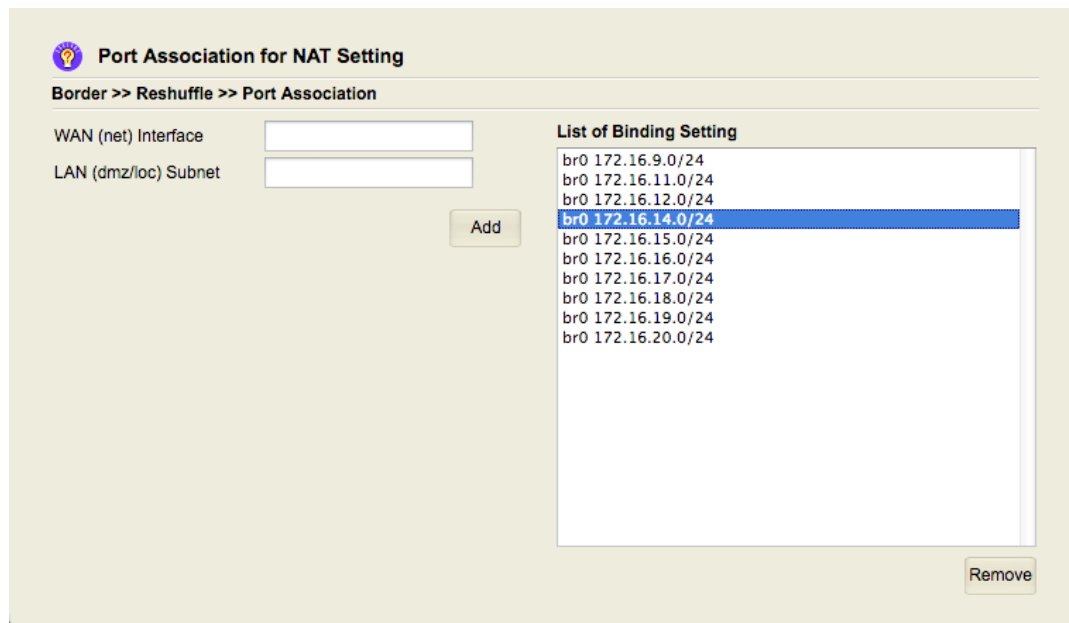 Port Association for NAT Setting
Border >> Reshuffle >> Port Association
WAN (net) Interface
LAN (dmz/loc) Subnet
Add
List of Binding Setting
br0 172.16.9.0/24
br0 172.16.11.0/24
br0 172.16.12.0/24
br0 172.16.14.0/24
br0 172.16.15.0/24
br0 172.16.16.0/24
br0 172.16.17.0/24
br0 172.16.18.0/24
br0 172.16.19.0/24
br0 172.16.20.0/24
Remove